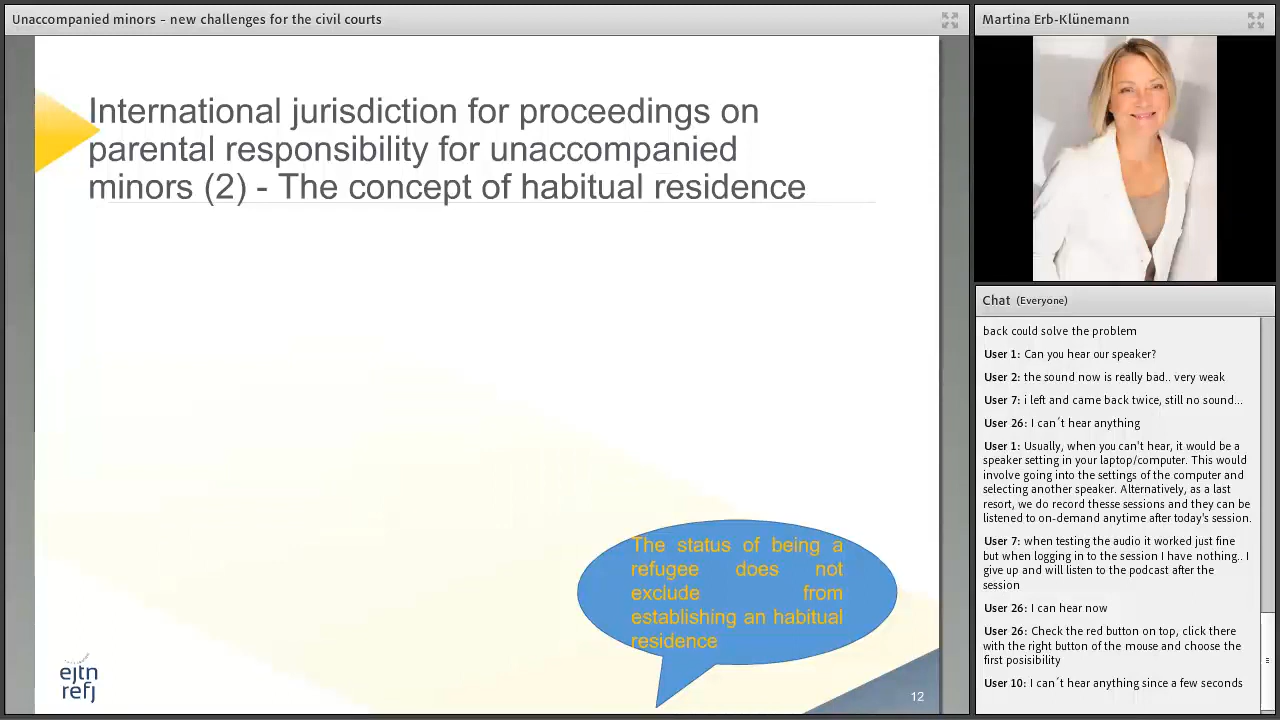 Unaccompanied minors – new challenges for the civil courts
International jurisdiction for proceedings on
parental responsibility for unaccompanied
minors (2) - The concept of habitual residence
The status of being a
refugee does not
exclude from
establishing an habitual
residence
ejtn
refj
12
Martina Erb-Klünemann
Chat (Everyone)
back could solve the problem
User 1: Can you hear our speaker?
User 2: the sound now is really bad.. very weak
User 7: i left and came back twice, still no sound...
User 26: I can´t hear anything
User 1: Usually, when you can't hear, it would be a
speaker setting in your laptop/computer. This would
involve going into the settings of the computer and
selecting another speaker. Alternatively, as a last
resort, we do record thesse sessions and they can be
listened to on-demand anytime after today's session.
User 7: when testing the audio it worked just fine
but when logging in to the session I have nothing.. I
give up and will listen to the podcast after the
session
User 26: I can hear now
User 26: Check the red button on top, click there
with the right button of the mouse and choose the
first posisibility
User 10: I can´t hear anything since a few seconds